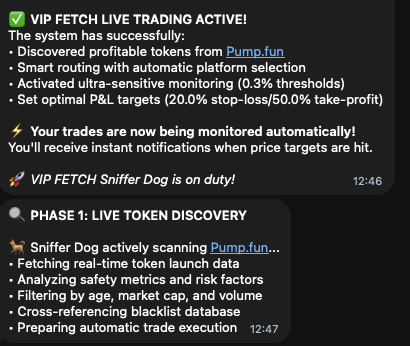 ✅ VIP FETCH LIVE TRADING ACTIVE!
The system has successfully:
• Discovered profitable tokens from Pump.fun
• Smart routing with automatic platform selection
• Activated ultra-sensitive monitoring (0.3% thresholds)
• Set optimal P&L targets (20.0% stop-loss/50.0% take-profit)
⚡ Your trades are now being monitored automatically!
You'll receive instant notifications when price targets are hit.
🚀 VIP FETCH Sniffer Dog is on duty!
12:46
🔍 PHASE 1: LIVE TOKEN DISCOVERY
🐕 Sniffer Dog actively scanning Pump.fun...
• Fetching real-time token launch data
• Analyzing safety metrics and risk factors
• Filtering by age, market cap, and volume
• Cross-referencing blacklist database
• Preparing automatic trade execution
12:47